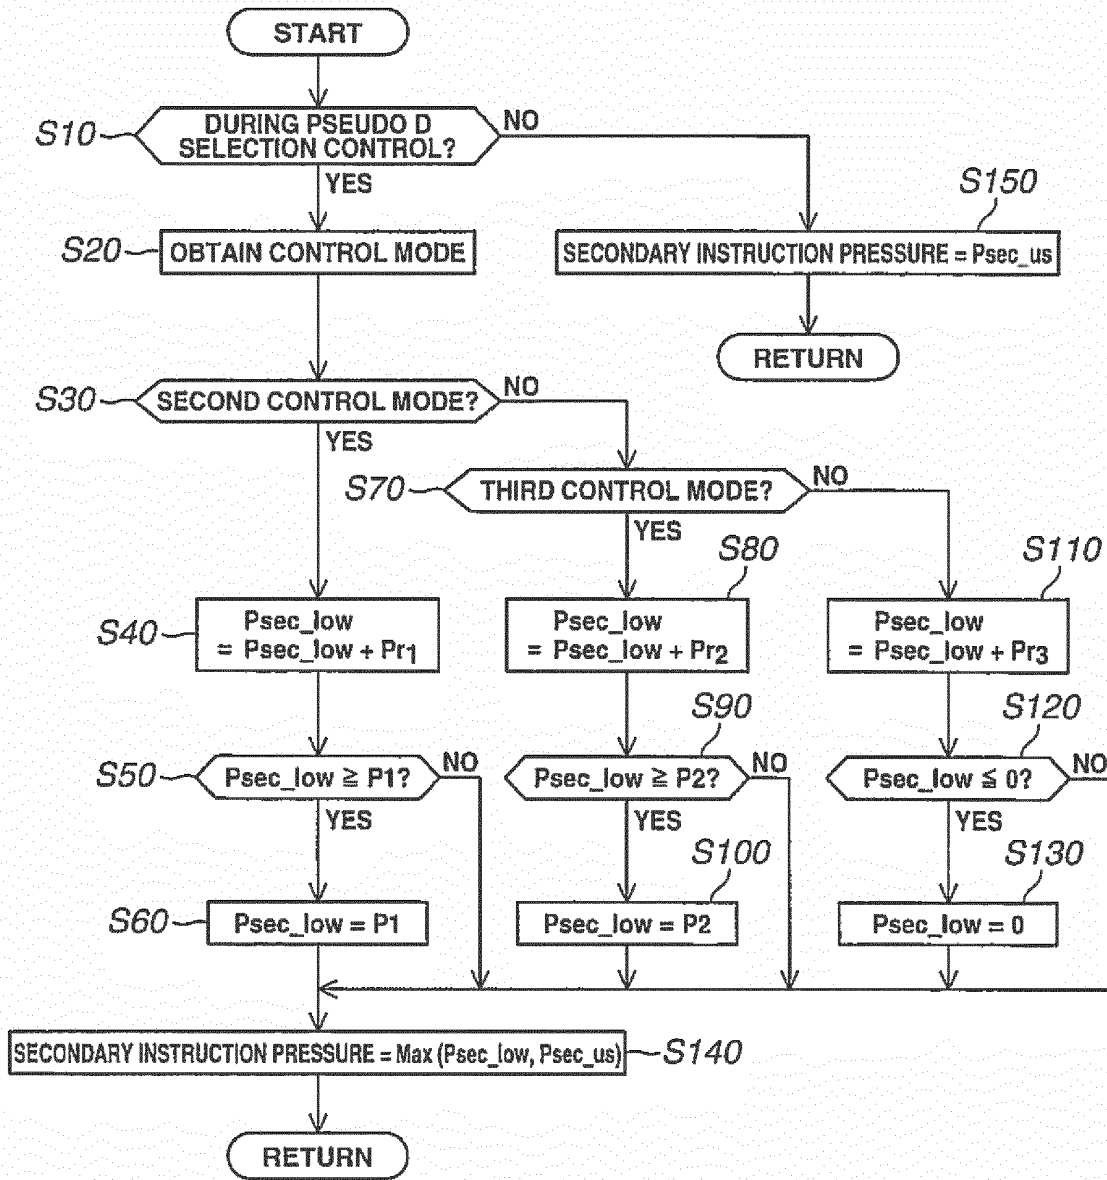 START
S10
DURING PSEUDO D
SELECTION CONTROL?
NO
YES
S150
S20
OBTAIN CONTROL MODE
SECONDARY INSTRUCTION PRESSURE = Psec_us
RETURN
S30
SECOND CONTROL MODE?
NO
YES
S70
THIRD CONTROL MODE?
NO
YES
S80
S110
S40
Psec_low
= Psec_low + Pr1
Psec_low
= Psec_low + Pr2
Psec_low
= Psec_low + Pr3
S90
S120
S50
Psec_low ≧ P1?
NO
Psec_low ≧ P2?
NO
Psec_low ≦ 0?
NO
YES
YES
YES
S100
S130
S60
Psec_low = P1
Psec_low = P2
Psec_low = 0
SECONDARY INSTRUCTION PRESSURE = Max (Psec_low, Psec_us)
S140
RETURN